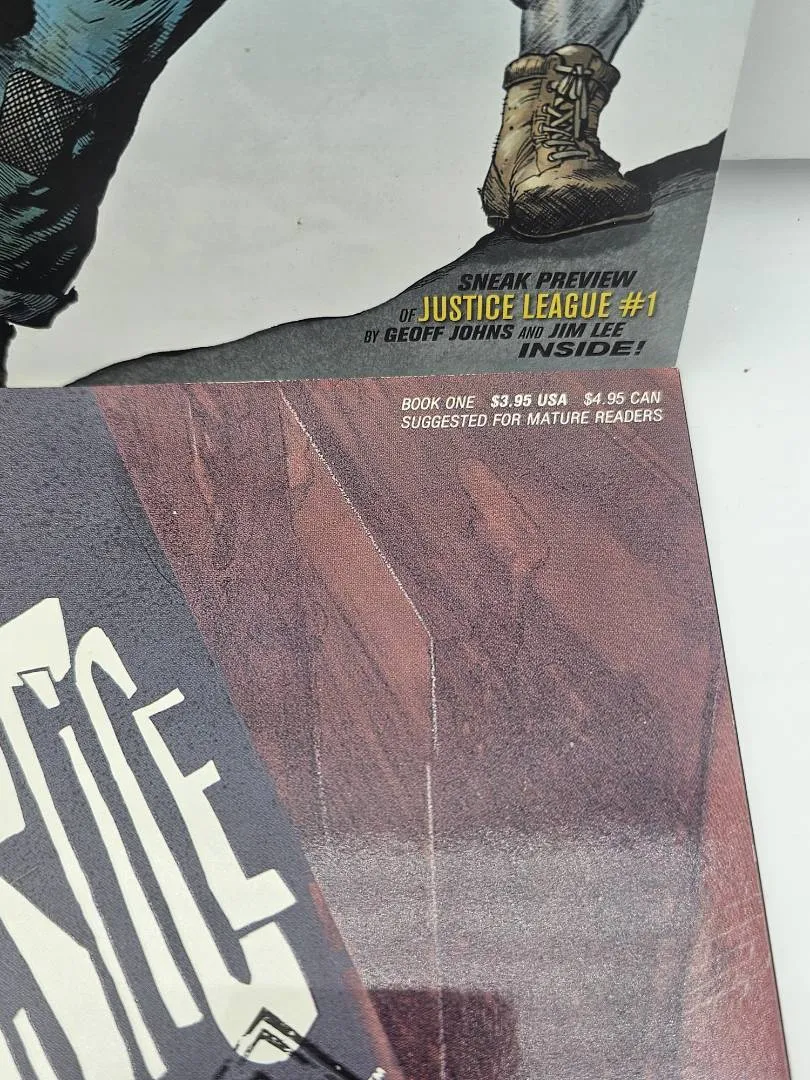 SNEAK PREVIEW
OF JUSTICE LEAGUE #1
BY GEOFF JOHNS AND JIM LEE
INSIDE!
BOOK ONE $3.95 USA $4.95 CAN
SUGGESTED FOR MATURE READERS